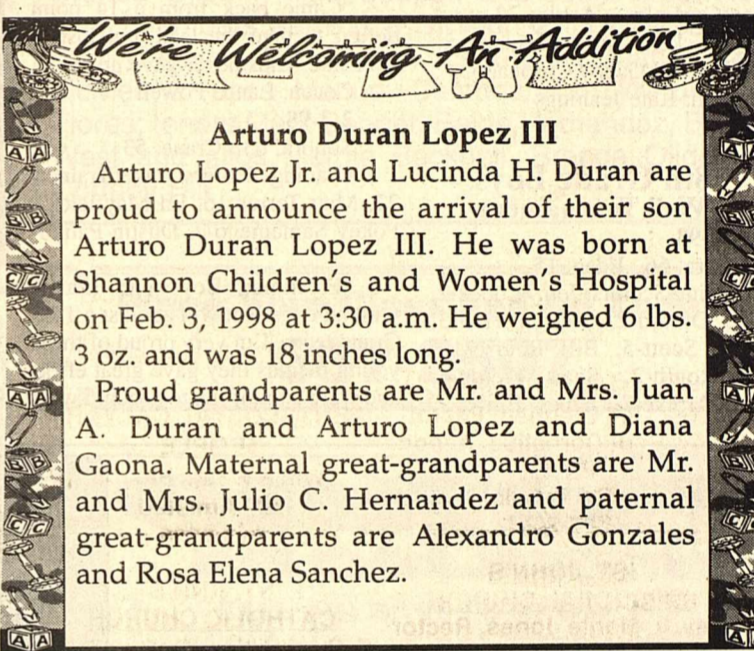 We're Welcoming An Addition
Arturo Duran Lopez III
Arturo Lopez Jr. and Lucinda H. Duran are
proud to announce the arrival of their son
Arturo Duran Lopez III. He was born at
Shannon Children's and Women's Hospital
on Feb. 3, 1998 at 3:30 a.m. He weighed 6 lbs.
3 oz. and was 18 inches long.
Proud grandparents are Mr. and Mrs. Juan
A. Duran and Arturo Lopez and Diana
Gaona. Maternal great-grandparents are Mr.
and Mrs. Julio C. Hernandez and paternal
great-grandparents are Alexandro Gonzales
and Rosa Elena Sanchez.